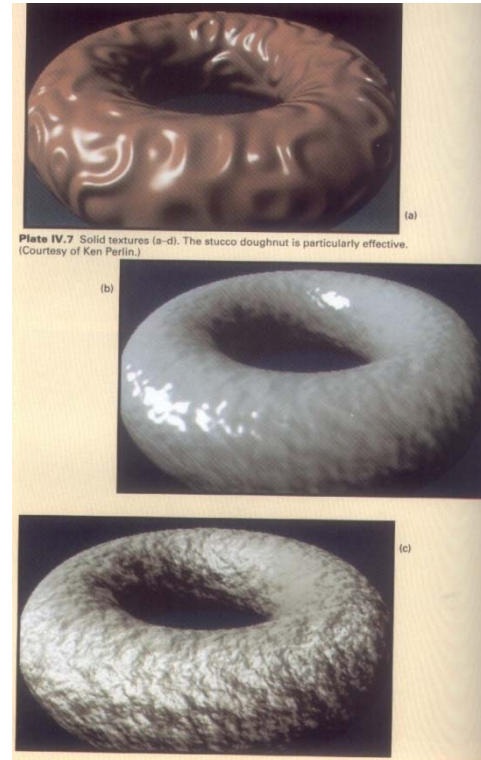 (a)
Plate IV.7 Solid textures (a–d). The stucco doughnut is particularly effective.
(Courtesy of Ken Perlin.)
(b)
(c)